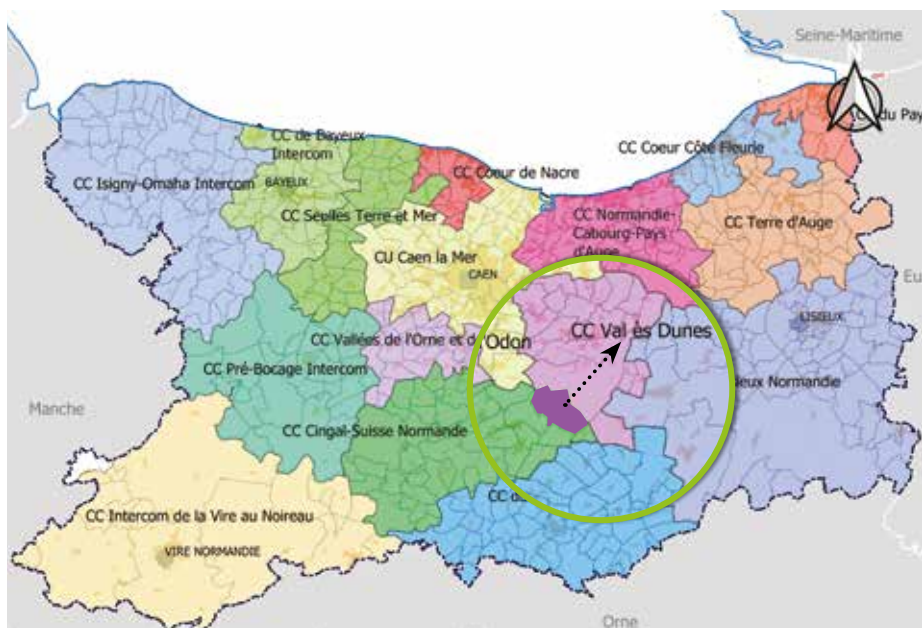 Seine-Maritime
N
du Pay
CC de Bayeux
Intercom
CC Coeur Côté Fleurie
CC Coeur de Nacre
CC Isigny-Omaha Intercom
BAYEUX
CC Seulles Terre et Mer
CC Normandie-
Cabourg-Pays
d'Auge
CC Terre d'Auge
CU Caen la Mer
CAEN
Eu
LISIEUX
CC Val ès Dunes
CC Vallées de l'Orne et de l'Odon
CC Pré-Bocage Intercom
ieux Normandie
Manche
CC Cingal-Suisse Normande
CC d
CC Intercom de la Vire au Noireau
VIRE NORMANDIE
Orne